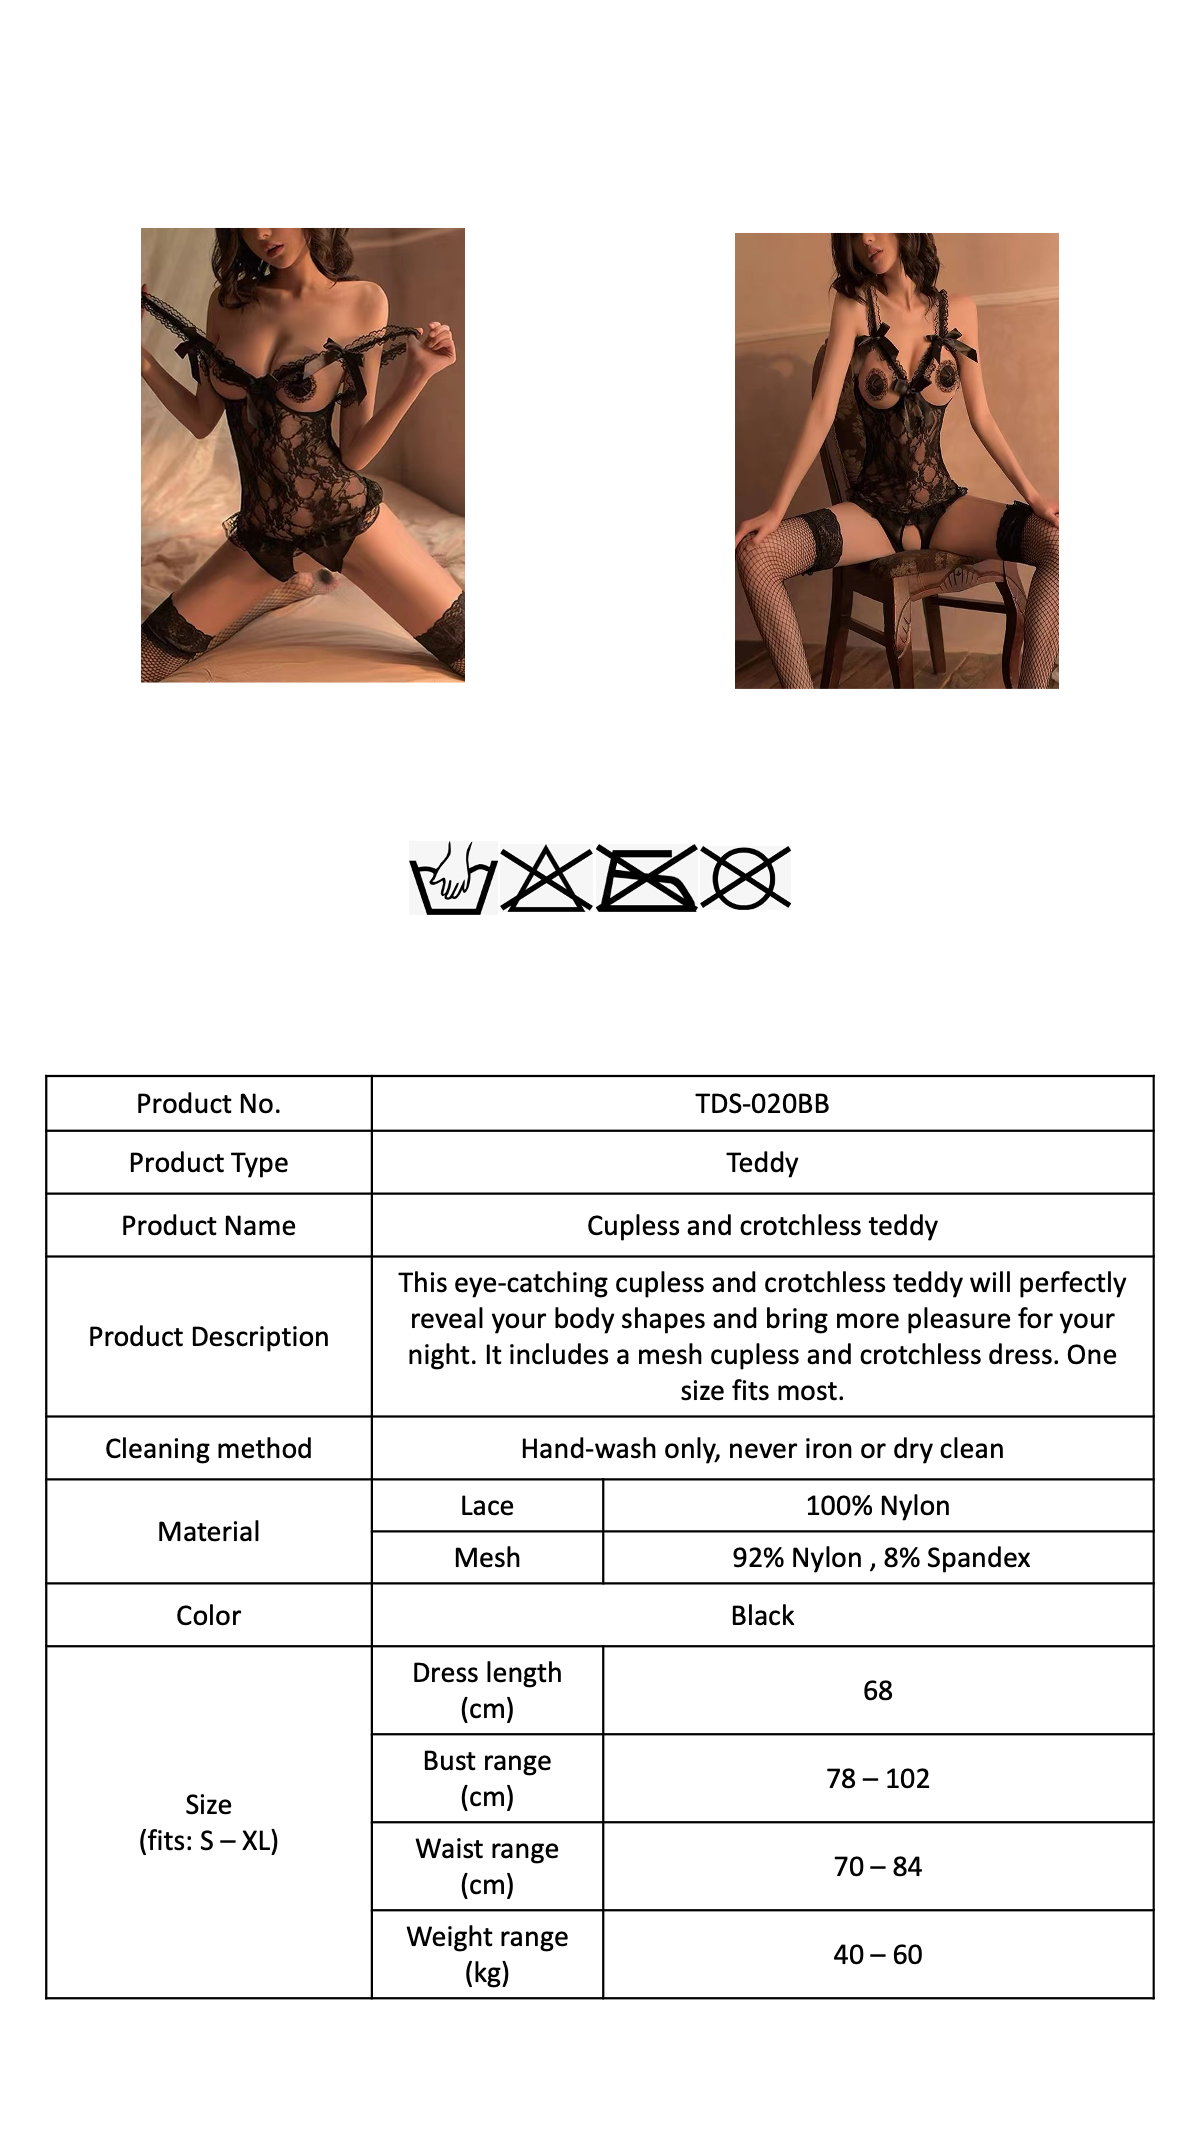 Product No.
TDS-020BB
Product Type
Teddy
Product Name
Cupless and crotchless teddy
Product Description
This eye-catching cupless and crotchless teddy will perfectly
reveal your body shapes and bring more pleasure for your
night. It includes a mesh cupless and crotchless dress. One
size fits most.
Cleaning method
Hand-wash only, never iron or dry clean
Material
Lace
100% Nylon
Mesh
92% Nylon , 8% Spandex
Color
Black
Size
(fits: S – XL)
Dress length
(cm)
68
Bust range
(cm)
78 – 102
Waist range
(cm)
70 – 84
Weight range
(kg)
40 – 60